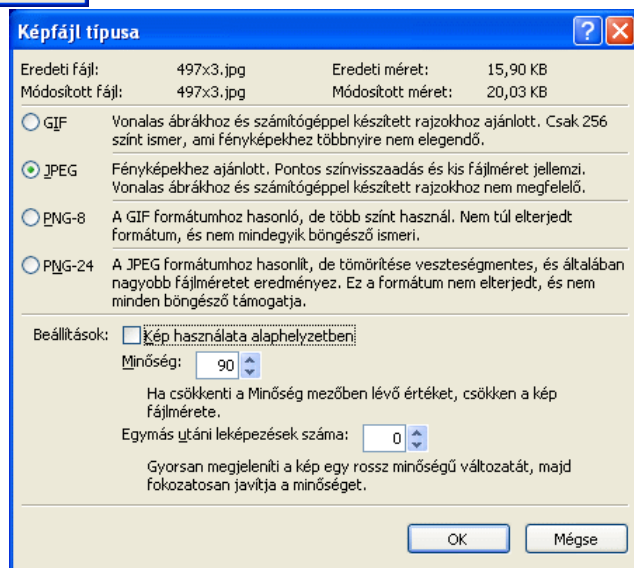 Képfájl típusa
Eredeti fájl: 497x3.jpg Eredeti méret: 15,90 KB
Módosított fájl: 497x3.jpg Módosított méret: 20,03 KB
GIF Vonalas ábrákhoz és számítógéppel készített rajzokhoz ajánlott. Csak 256
színt ismer, ami fényképekhez többnyire nem elegendő.
JPEG Fényképekhez ajánlott. Pontos színvisszaadás és kis fájlméret jellemzi.
Vonalas ábrákhoz és számítógéppel készített rajzokhoz nem megfelelő.
PNG-8 A GIF formátumhoz hasonló, de több színt használ. Nem túl elterjedt
formátum, és nem mindegyik böngésző ismeri.
PNG-24 A JPEG formátumhoz hasonlít, de tömörítése veszteségmentes, és általában
nagyobb fájlméretet eredményez. Ez a formátum nem elterjedt, és nem
minden böngésző támogatja.
Beállítások: Kép használata alaphelyzetben
Minőség: 90
Ha csökkenti a Minőség mezőben lévő értéket, csökken a kép
fájlmérete.
Egymás utáni leképezések száma: 0
Gyorsan megjeleníti a kép egy rossz minőségű változatát, majd
fokozatosan javítja a minőséget.
OK Mégse